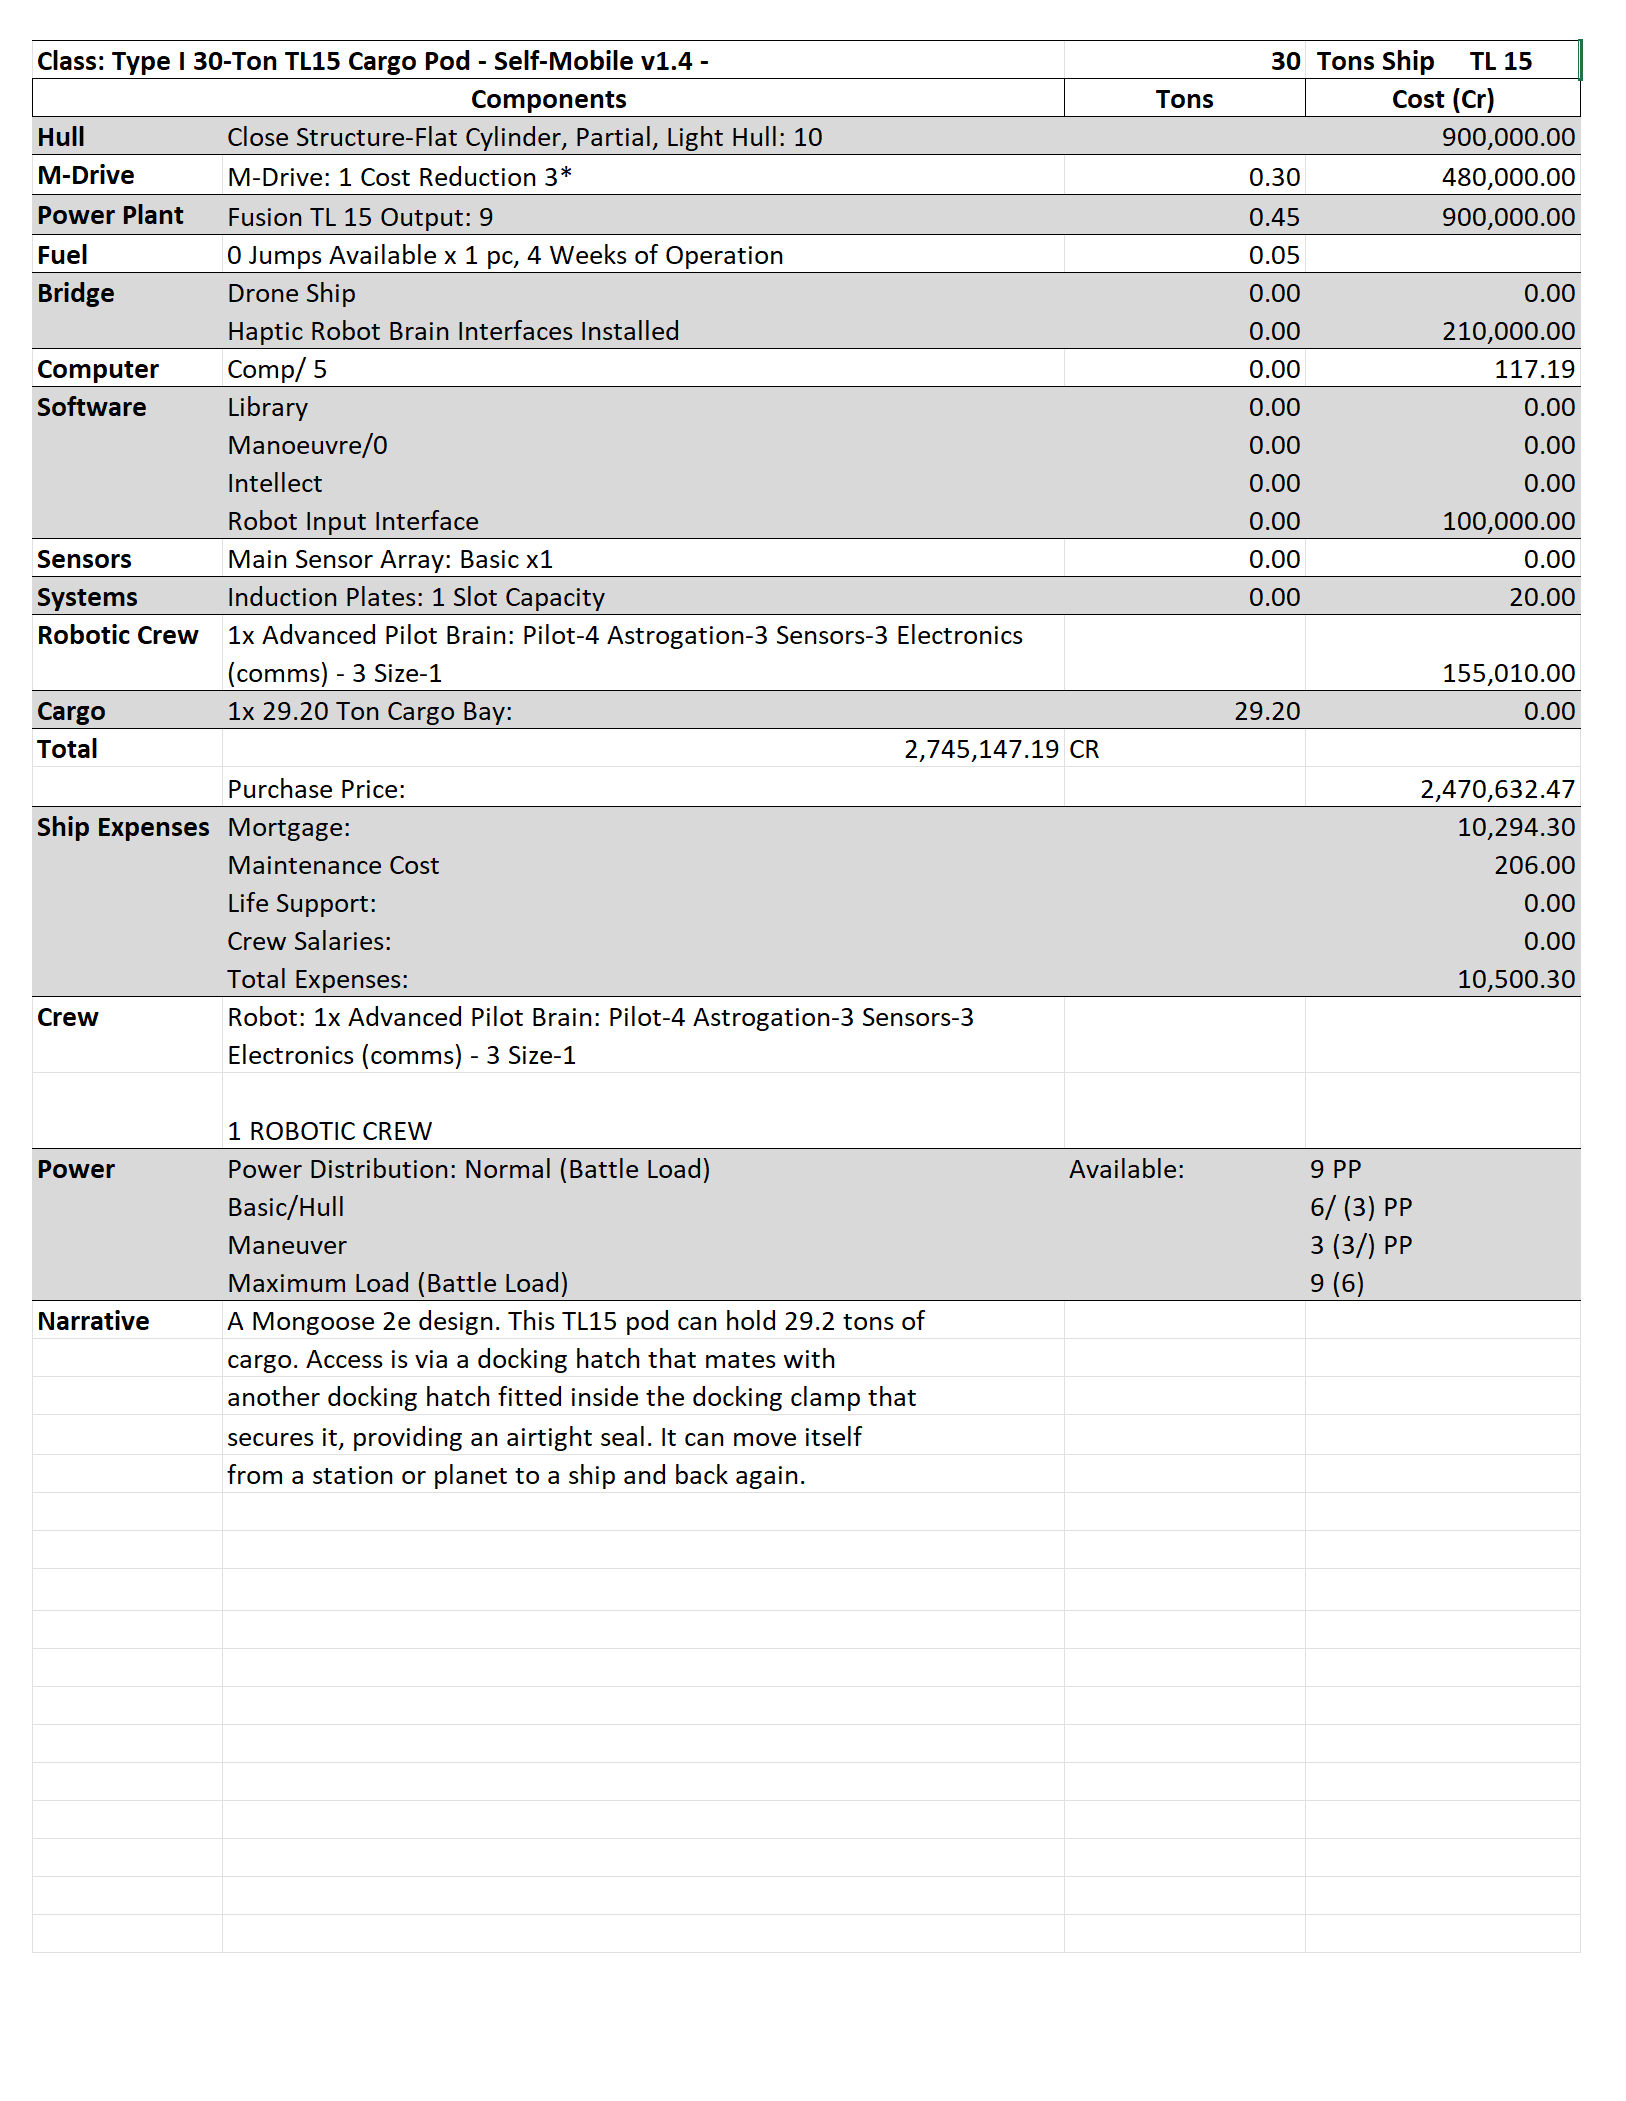 Class: Type I 30-Ton TL15 Cargo Pod - Self-Mobile v1.4 - 30 Tons Ship TL 15
Components Tons Cost (Cr)
Hull Close Structure-Flat Cylinder, Partial, Light Hull: 10 900,000.00
M-Drive M-Drive: 1 Cost Reduction 3* 0.30 480,000.00
Power Plant Fusion TL 15 Output: 9 0.45 900,000.00
Fuel 0 Jumps Available x 1 pc, 4 Weeks of Operation 0.05
Bridge Drone Ship 0.00 0.00
Haptic Robot Brain Interfaces Installed 0.00 210,000.00
Computer Comp/ 5 0.00 117.19
Software Library 0.00 0.00
Manoeuvre/0 0.00 0.00
Intellect 0.00 0.00
Robot Input Interface 0.00 100,000.00
Sensors Main Sensor Array: Basic x1 0.00 0.00
Systems Induction Plates: 1 Slot Capacity 0.00 20.00
Robotic Crew 1x Advanced Pilot Brain: Pilot-4 Astrogation-3 Sensors-3 Electronics
(comms) - 3 Size-1 155,010.00
Cargo 1x 29.20 Ton Cargo Bay: 29.20 0.00
Total 2,745,147.19 CR
Purchase Price: 2,470,632.47
Ship Expenses Mortgage: 10,294.30
Maintenance Cost 206.00
Life Support: 0.00
Crew Salaries: 0.00
Total Expenses: 10,500.30
Crew Robot: 1x Advanced Pilot Brain: Pilot-4 Astrogation-3 Sensors-3
Electronics (comms) - 3 Size-1
1 ROBOTIC CREW
Power Power Distribution: Normal (Battle Load) Available: 9 PP
Basic/Hull 6/ (3) PP
Maneuver 3 (3/) PP
Maximum Load (Battle Load) 9 (6)
Narrative A Mongoose 2e design. This TL15 pod can hold 29.2 tons of
cargo. Access is via a docking hatch that mates with
another docking hatch fitted inside the docking clamp that
secures it, providing an airtight seal. It can move itself
from a station or planet to a ship and back again.